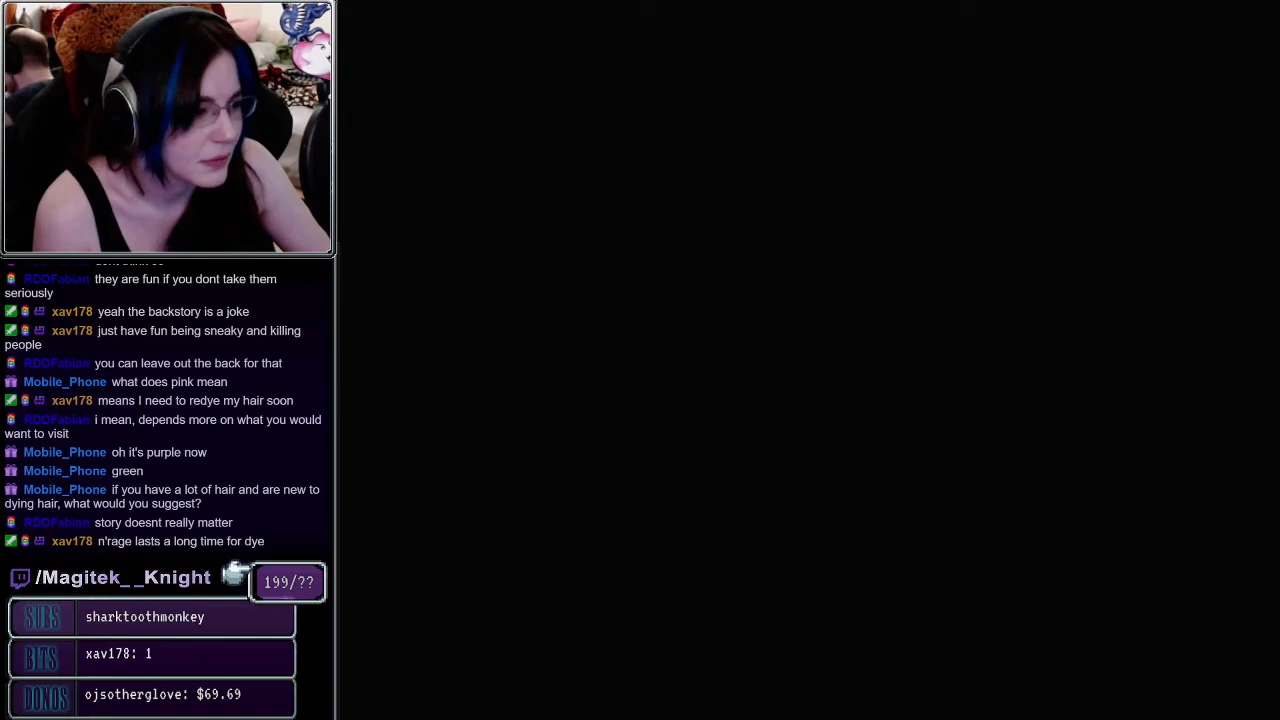 RDDFabian they are fun if you dont take them
seriously
xav178 yeah the backstory is a joke
xav178 just have fun being sneaky and killing
people
RDDFabian you can leave out the back for that
Mobile_Phone what does pink mean
xav178 means I need to redye my hair soon
RDDFabian i mean, depends more on what you would
want to visit
Mobile_Phone oh it's purple now
Mobile_Phone green
Mobile_Phone if you have a lot of hair and are new to
dying hair, what would you suggest?
RDDFabian story doesnt really matter
xav178 n'rage lasts a long time for dye
/Magitek__Knight 199/??
SUBS sharktoothmonkey
BITS xav178: 1
DONOS ojsotherglove: $69.69